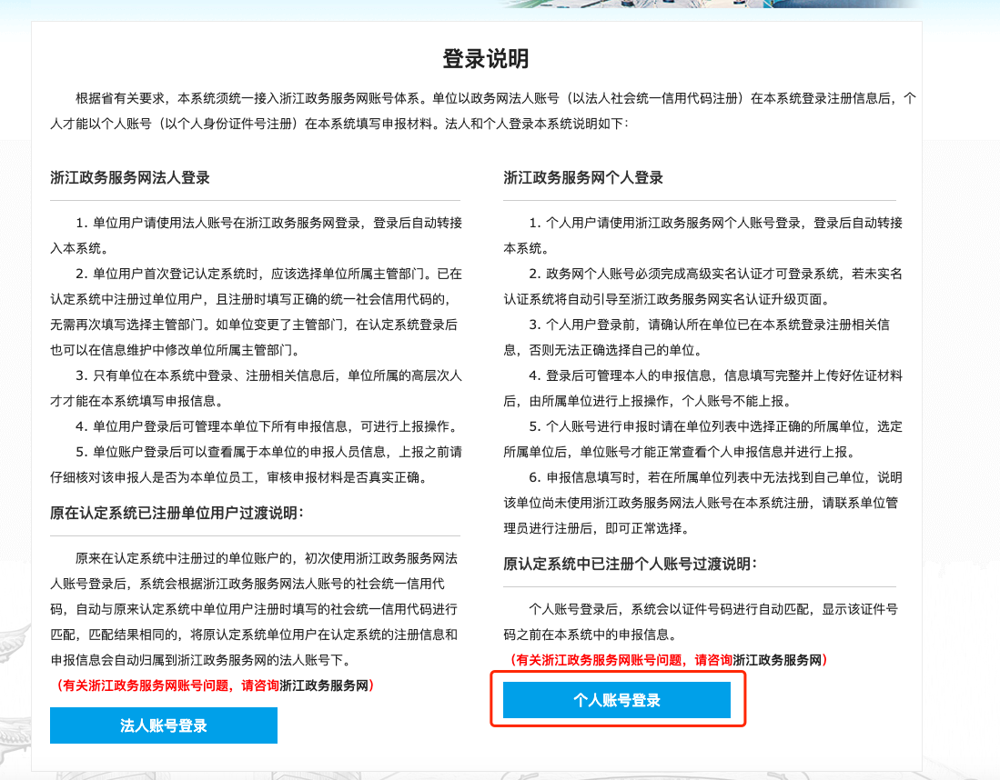 登录说明
根据省有关要求，本系统须统一接入浙江政务服务网账号体系。单位以政务网法人账号（以法人社会统一信用代码注册）在本系统登录注册信息后，个
人才能以个人账号（以个人身份证件号注册）在本系统填写申报材料。法人和个人登录本系统说明如下：
浙江政务服务网法人登录
1. 单位用户请使用法人账号在浙江政务服务网登录，登录后自动转接
入本系统。
2. 单位用户首次登记认定系统时，应该选择单位所属主管部门。已在
认定系统中注册过单位用户，且注册时填写正确的统一社会信用代码的，
无需再次填写选择主管部门。如单位变更了主管部门，在认定系统登录后
也可以在信息维护中修改单位所属主管部门。
3. 只有单位在本系统中登录、注册相关信息后，单位所属的高层次人
才才能在本系统填写申报信息。
4. 单位用户登录后可管理本单位下所有申报信息，可进行上报操作。
5. 单位账户登录后可以查看属于本单位的申报人员信息，上报之前请
仔细核对该申报人是否为本单位员工，审核申报材料是否真实正确。
原在认定系统已注册单位用户过渡说明：
原来在认定系统中注册过的单位账户的，初次使用浙江政务服务网法
人账号登录后，系统会根据浙江政务服务网法人账号的社会统一信用代
码，自动与原来认定系统中单位用户注册时填写的社会统一信用代码进行
匹配，匹配结果相同的，将原认定系统单位用户在认定系统的注册信息和
申报信息会自动归属到浙江政务服务网的法人账号下。
（有关浙江政务服务网账号问题，请咨询浙江政务服务网）
法人账号登录
浙江政务服务网个人登录
1. 个人用户请使用浙江政务服务网个人账号登录，登录后自动转接
本系统。
2. 政务网个人账号必须完成高级实名认证才可登录系统，若未实名
认证系统将自动引导至浙江政务服务网实名认证升级页面。
3. 个人用户登录前，请确认所在单位已在本系统登录注册相关信
息，否则无法正确选择自己的单位。
4. 登录后可管理本人的申报信息，信息填写完整并上传好佐证材料
后，由所属单位进行上报操作，个人账号不能上报。
5. 个人账号进行申报时请在单位列表中选择正确的所属单位，选定
所属单位后，单位账号才能正常查看个人申报信息并进行上报。
6. 申报信息填写时，若在所属单位列表中无法找到自己单位，说明
该单位尚未使用浙江政务服务网法人账号在本系统注册，请联系单位管
理员进行注册后，即可正常选择。
原认定系统中已注册个人账号过渡说明：
个人账号登录后，系统会以证件号码进行自动匹配，显示该证件号
码之前在本系统中的申报信息。
（有关浙江政务服务网账号问题，请咨询浙江政务服务网）
个人账号登录